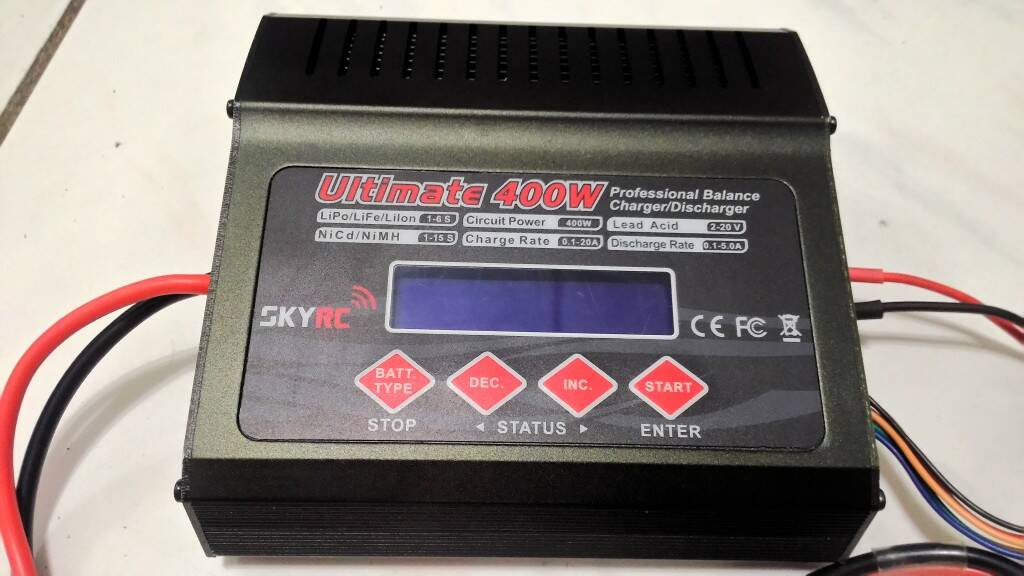 Ultimate 400W Professional Balance
Charger/Discharger
LiPo/LiFe/LiIon 1-6 S Circuit Power 400W Lead Acid 2-20 V
NiCd/NiMH 1-15 S Charge Rate 0.1-20A Discharge Rate 0.1-5.0A
SKYRC
CE FC
BATT. TYPE DEC. INC. START
STOP ◄ STATUS ► ENTER